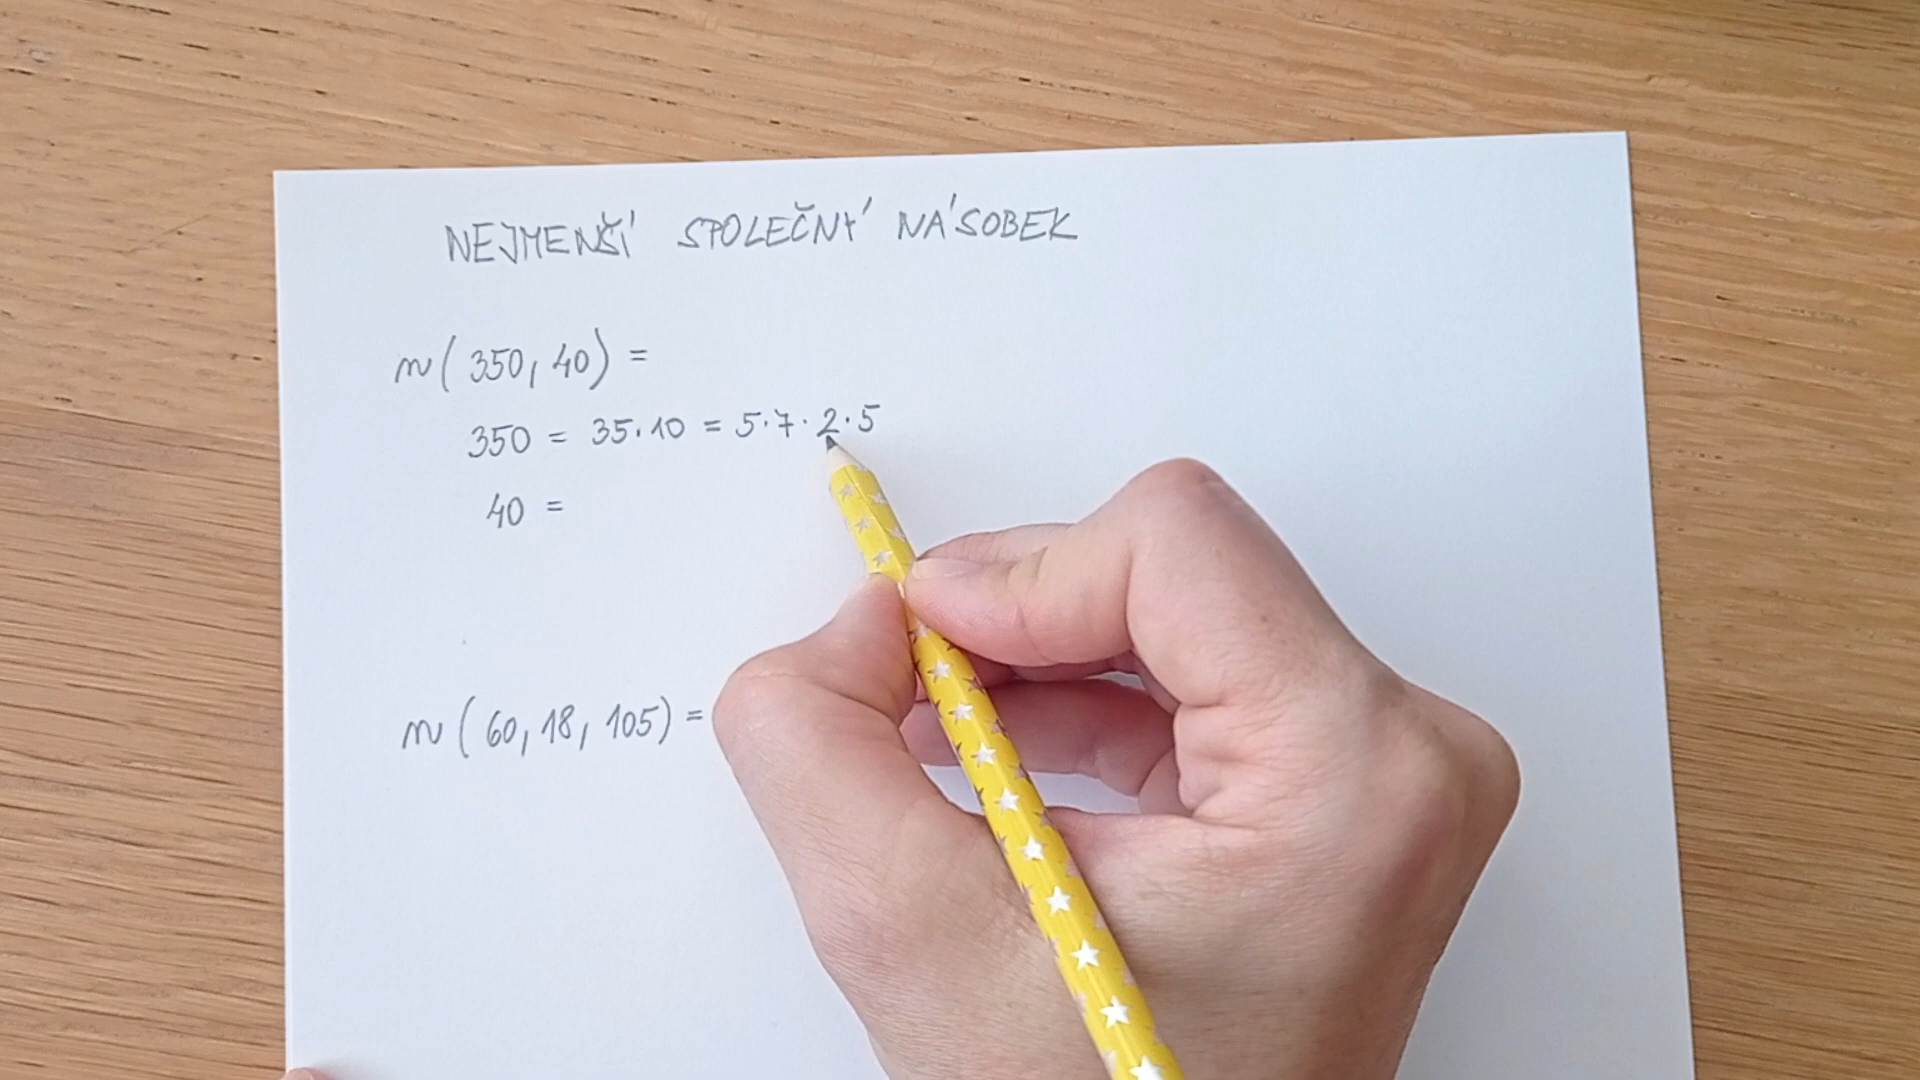 NEJMENŠÍ SPOLEČNÝ NÁSOBEK
n(350, 40) =
350 = 35·10 = 5·7·2·5
40 =
n(60, 18, 105) =